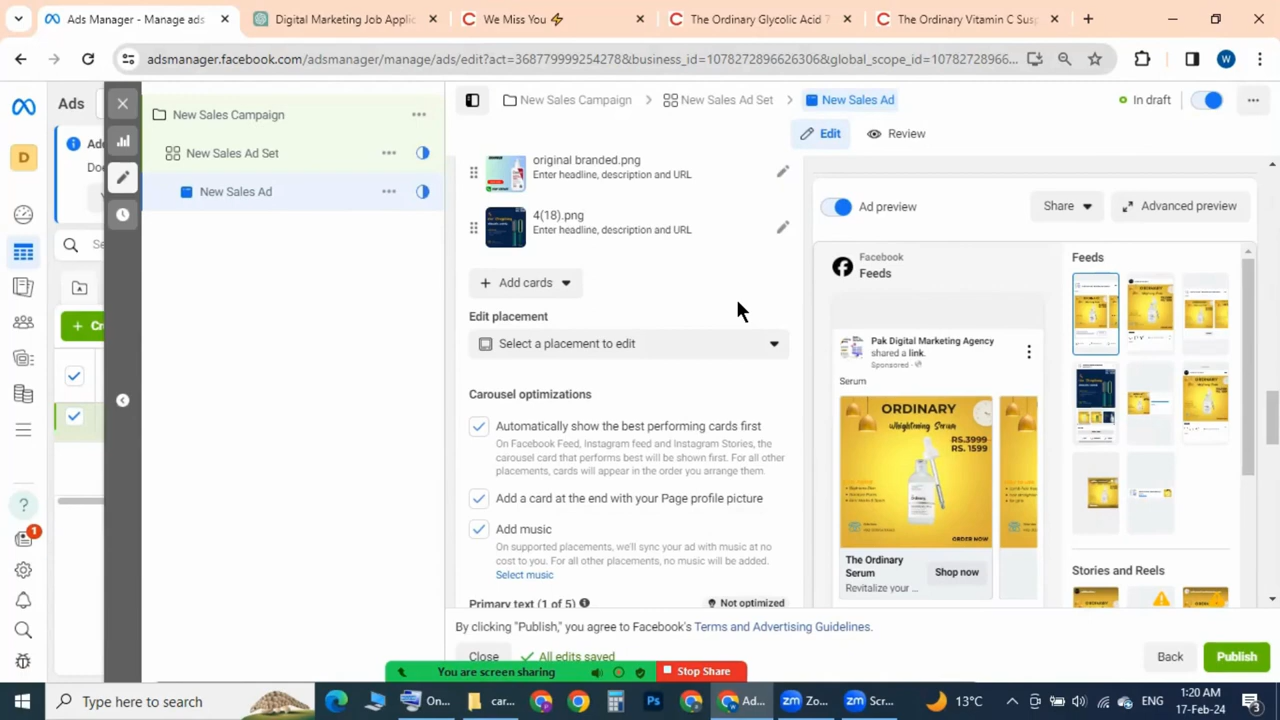 Ads Manager - Manage ads
Digital Marketing Job Applic
We Miss You ⚡
The Ordinary Glycolic Acid 7
The Ordinary Vitamin C Sus
adsmanager.facebook.com/adsmanager/manage/ads/edit?act=368779999254278&business_id=10782728966263066&global_scope_id=10782728966...
W
Ads
New Sales Campaign
New Sales Ad Set
New Sales Ad
New Sales Campaign
New Sales Ad Set
New Sales Ad
In draft
Edit
Review
D
original branded.png
Enter headline, description and URL
4(18).png
Enter headline, description and URL
Add cards
Edit placement
Select a placement to edit
Carousel optimizations
Automatically show the best performing cards first
On Facebook Feed, Instagram feed and Instagram Stories, the
carousel card that performs best will be shown first. For all other
placements, cards will appear in the order you arrange them.
Add a card at the end with your Page profile picture
Add music
On supported placements, we'll sync your ad with music at no
cost to you. For all other placements, no music will be added.
Select music
Primary text (1 of 5)
Not optimized
Ad preview
Share
Advanced preview
Facebook
Feeds
Pak Digital Marketing Agency
shared a link.
Sponsored
Serum
ORDINARY
Whightening Serum
RS.3999
RS. 1599
ORDER NOW
The Ordinary
Serum
Revitalize your ...
Shop now
Feeds
Stories and Reels
By clicking "Publish," you agree to Facebook's Terms and Advertising Guidelines.
Close
All edits saved
Back
Publish
You are screen sharing
Stop Share
1
Type here to search
On...
car...
Ad...
Zo...
Scr...
13°C
ENG
1:20 AM
17-Feb-24
3